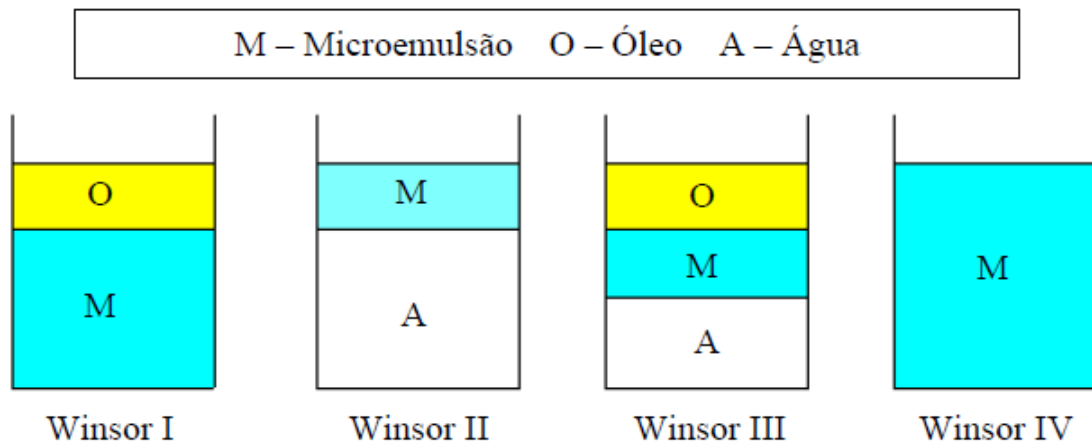 M – Microemulsão O – Óleo A – Água
O
M
M
A
O
M
A
M
Winsor I
Winsor II
Winsor III
Winsor IV